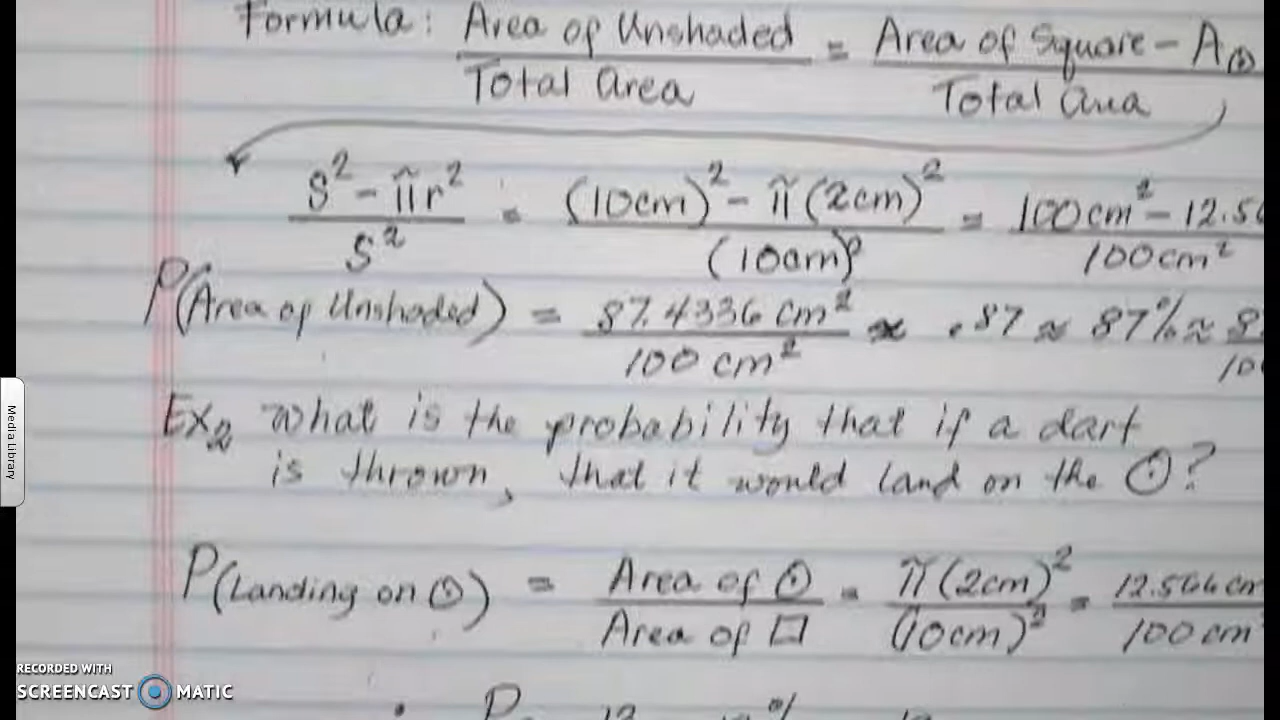 Formula: Area of Unshaded / Total Area = Area of Square - A⊙ / Total Area
S² - πr² / S² = (10cm)² - π(2cm)² / (10cm)² = 100cm² - 12.56 / 100cm²
P(Area of Unshaded) = 87.4336 cm² / 100 cm² ≈ .87 ≈ 87% ≈
Ex2 What is the probability that if a dart
is thrown, that it would land on the ⊙?
P(Landing on ⊙) = Area of ⊙ / Area of □ = π(2cm)² / (10cm)² = 12.566 cm / 100 cm
Media Library
RECORDED WITH
SCREENCAST MATIC